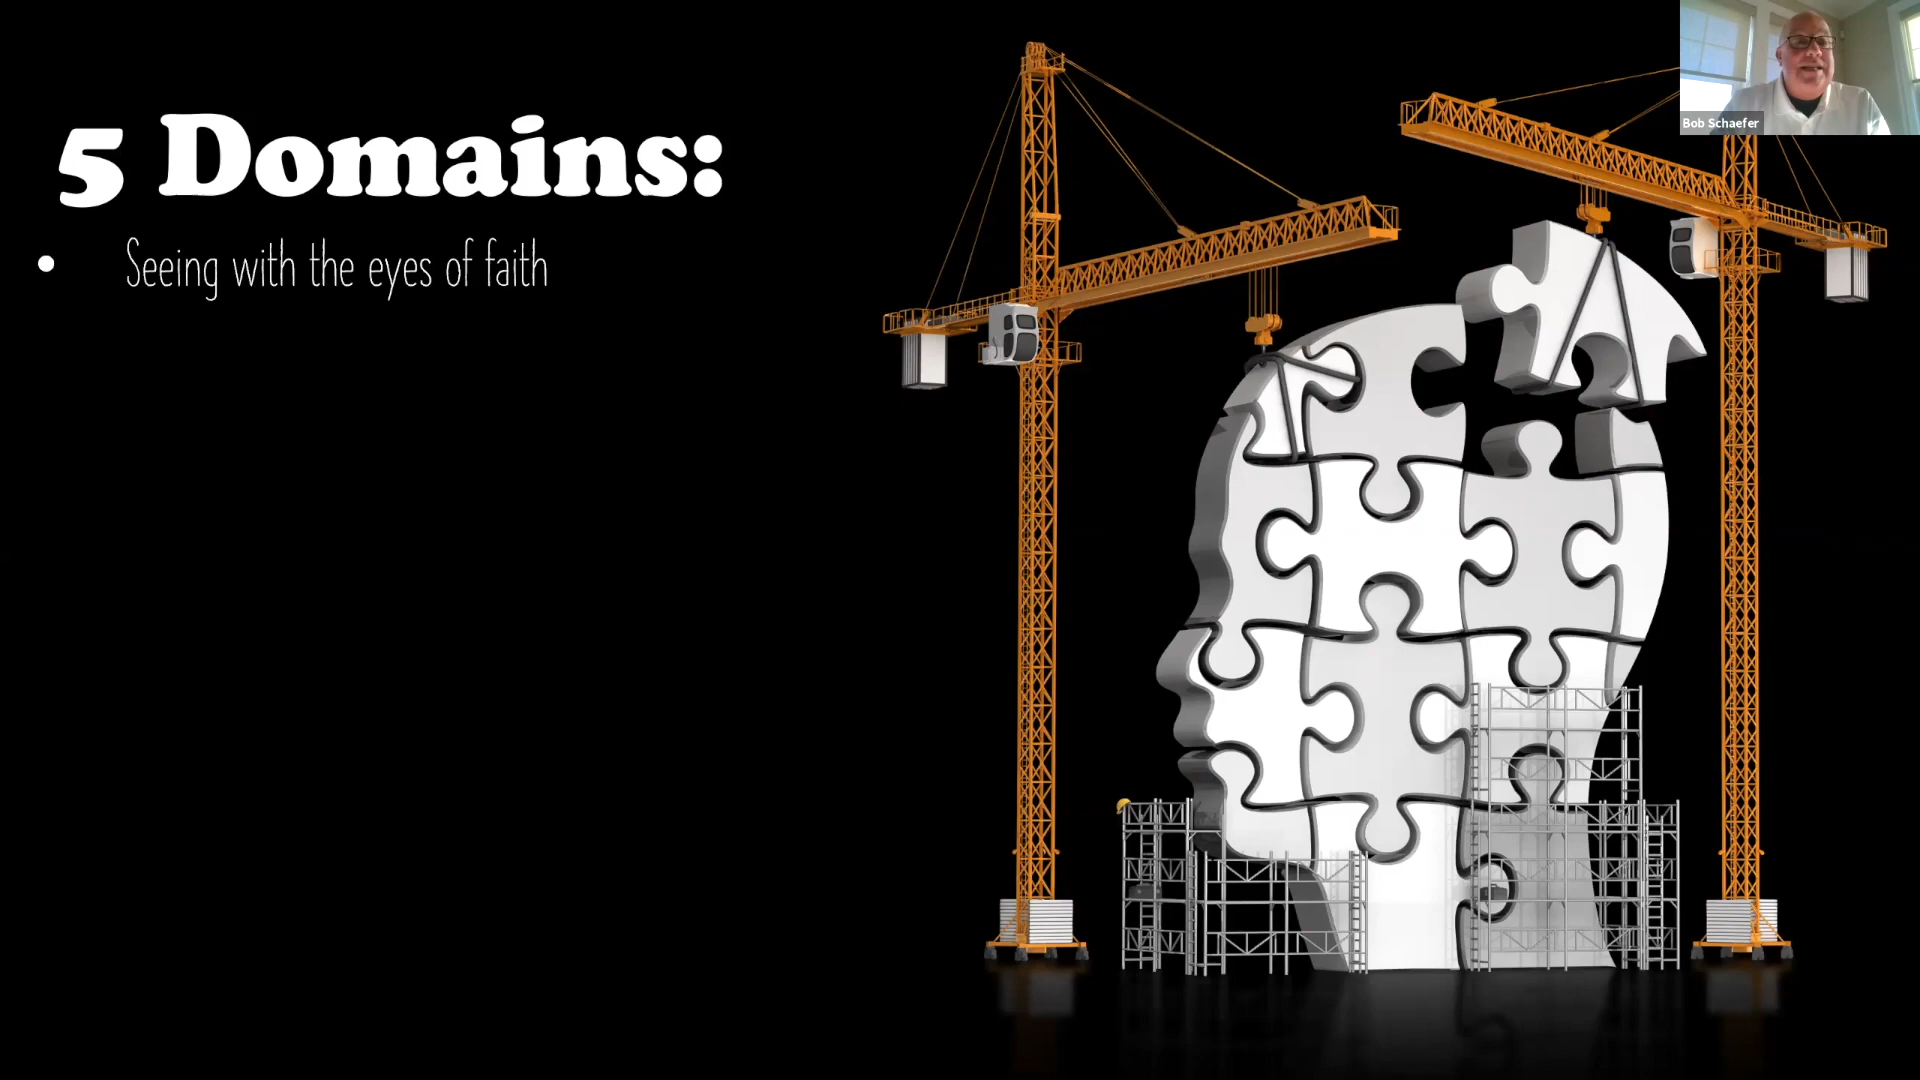 5 Domains:
• Seeing with the eyes of faith
Bob Schaefer